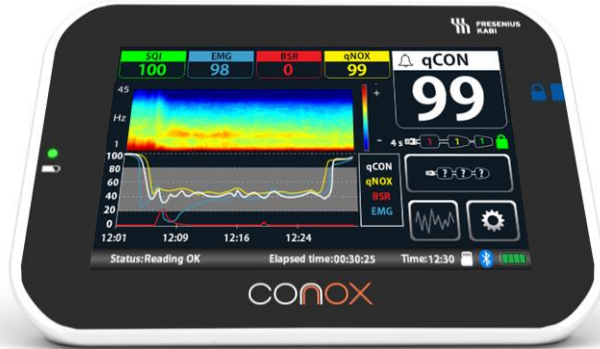 FRESENIUS
KABI
SQI
100
EMG
98
BSR
0
qNOX
99
qCON
99
45
Hz
1
+
-
4s
1
1
1
100
80
60
40
20
0
qCON
qNOX
BSR
EMG
? ? ?
12:01
12:09
12:16
12:24
Status:Reading OK
Elapsed time:00:30:25
Time:12:30
CONOX